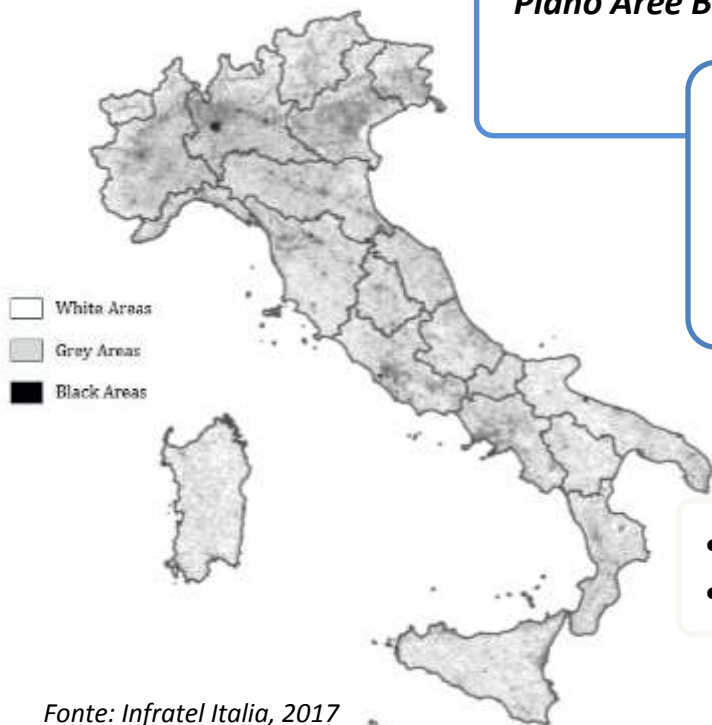 Piano Aree B
White Areas
Grey Areas
Black Areas
•
•
Fonte: Infratel Italia, 2017